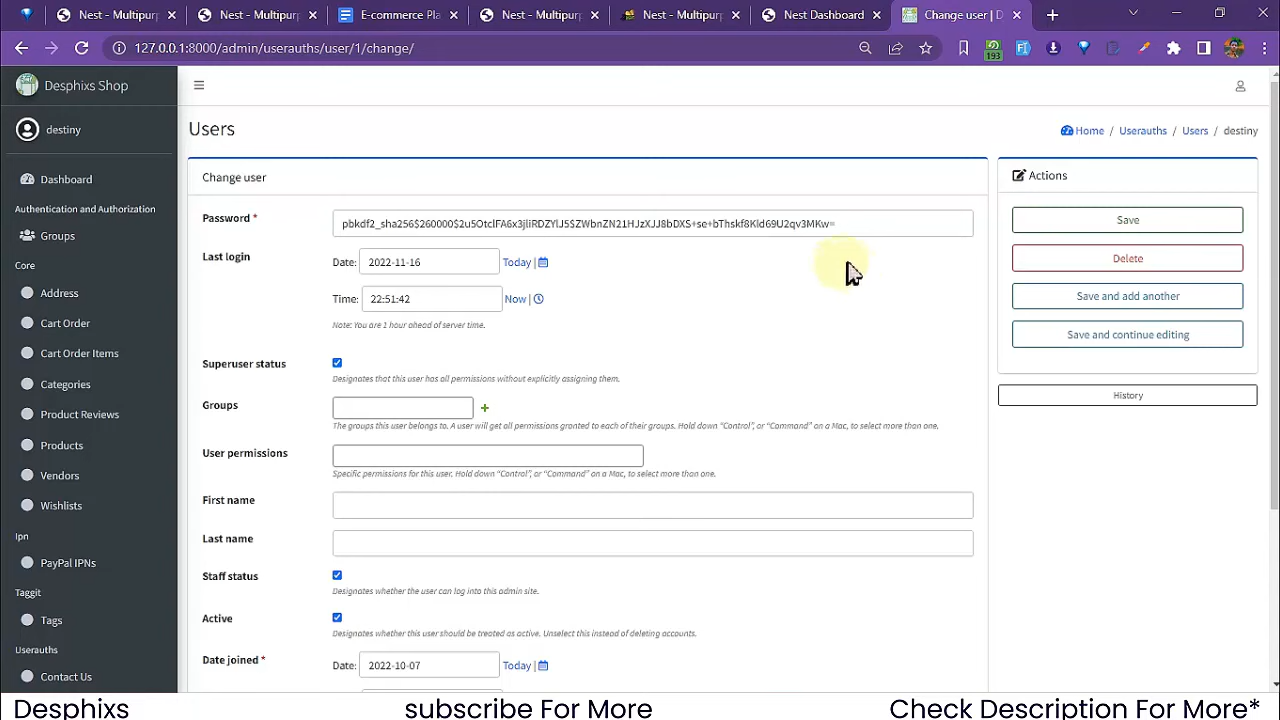 Nest - Multipu
Nest - Multipur
E-commerce Pla
Nest - Multipurp
Nest - Multipur
Nest Dashboard
Change user | D
127.0.0.1:8000/admin/userauths/user/1/change/
193
Desphixs Shop
destiny
Dashboard
Authentication and Authorization
Groups
Core
Address
Cart Order
Cart Order Items
Categories
Product Reviews
Products
Vendors
Wishlists
Ipn
PayPal IPNs
Taggit
Tags
Userauths
Contact Us
Users
Home / Userauths / Users / destiny
Change user
Password *
Last login
Date: 2022-11-16 Today |
Time: 22:51:42 Now |
Note: You are 1 hour ahead of server time.
Superuser status
Designates that this user has all permissions without explicitly assigning them.
Groups
The groups this user belongs to. A user will get all permissions granted to each of their groups. Hold down “Control”, or “Command” on a Mac, to select more than one.
User permissions
Specific permissions for this user. Hold down “Control”, or “Command” on a Mac, to select more than one.
First name
Last name
Staff status
Designates whether the user can log into this admin site.
Active
Designates whether this user should be treated as active. Unselect this instead of deleting accounts.
Date joined *
Date: 2022-10-07 Today |
Actions
Save
Delete
Save and add another
Save and continue editing
History
Desphixs
subscribe For More
Check Description For More*